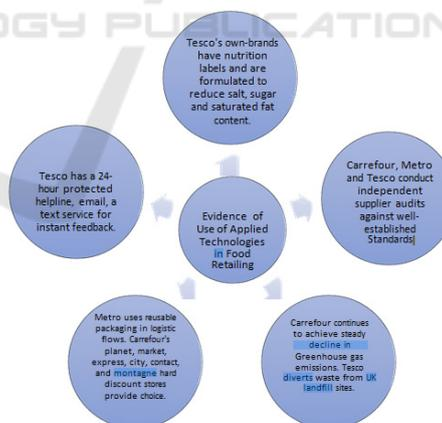 OGY PUBLICATION
Tesco's own-brands
have nutrition
labels and are
formulated to
reduce salt, sugar
and saturated fat
content.
Tesco has a 24-
hour protected
helpline, email, a
text service for
instant feedback.
Carrefour, Metro
and Tesco conduct
independent
supplier audits
against well-
established
Standards
Evidence of
Use of Applied
Technologies
in Food
Retailing
Metro uses reusable
packaging in logistic
flows. Carrefour's
planet, market,
express, city, contact,
and montagne hard
discount stores
provide choice.
Carrefour continues
to achieve steady
decline in
Greenhouse gas
emissions. Tesco
diverts waste from UK
landfill sites.